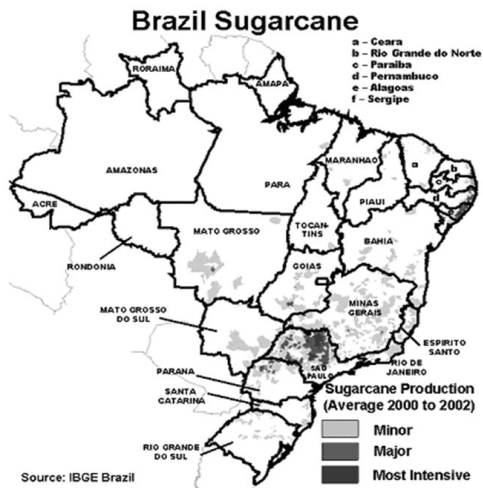 Brazil Sugarcane
a – Ceara
b – Rio Grande do Norte
c – Paraiba
d – Pernambuco
e – Alagoas
f – Sergipe
RORAIMA
AMAPA
AMAZONAS
PARA
MARANHAO
a
b
c
d
ACRE
PIAUI
TOCAN-
TINS
MATO GROSSO
BAHIA
RONDONIA
GOIAS
MATO GROSSO
DO SUL
MINAS
GERAIS
ESPIRITO
SANTO
RIO DE
JANEIRO
SAO
PAULO
PARANA
SANTA
CATARINA
RIO GRANDE
DO SUL
Sugarcane Production
(Average 2000 to 2002)
Minor
Major
Most Intensive
Source: IBGE Brazil